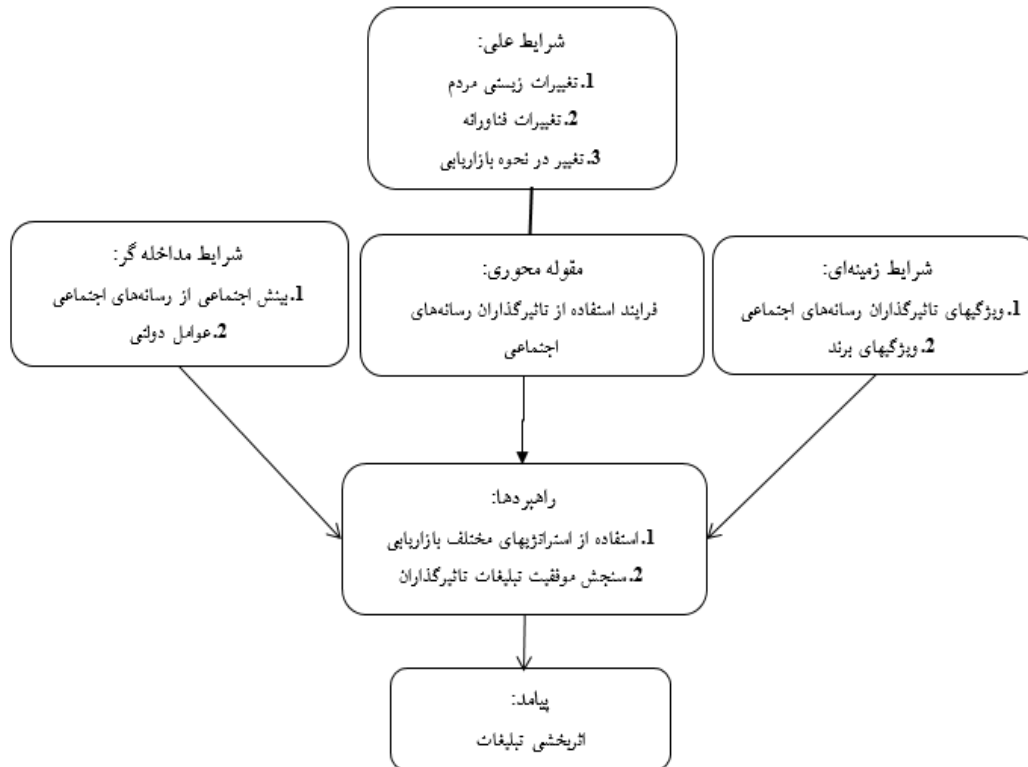 شرایط علی:
1.تغییرات زیستی مردم
2.تغییرات فناورانه
3.تغییر در نحوه بازاریابی
شرایط زمینه‌ای:
1.ویژگیهای تاثیرگذاران رسانه‌های اجتماعی
2.ویژگیهای برند
مقوله محوری:
فرایند استفاده از تاثیرگذاران رسانه‌های
اجتماعی
شرایط مداخله گر:
1.بینش اجتماعی از رسانه‌های اجتماعی
2.عوامل دولتی
راهبردها:
1.استفاده از استراتژیهای مختلف بازاریابی
2.سنجش موفقیت تبلیغات تاثیرگذاران
پیامد:
اثربخشی تبلیغات